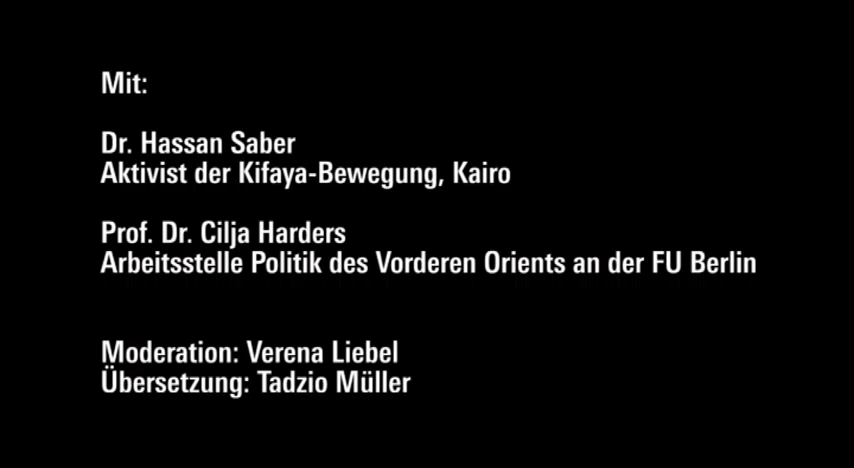 Mit:
Dr. Hassan Saber
Aktivist der Kifaya-Bewegung, Kairo
Prof. Dr. Cilja Harders
Arbeitsstelle Politik des Vorderen Orients an der FU Berlin
Moderation: Verena Liebel
Übersetzung: Tadzio Müller